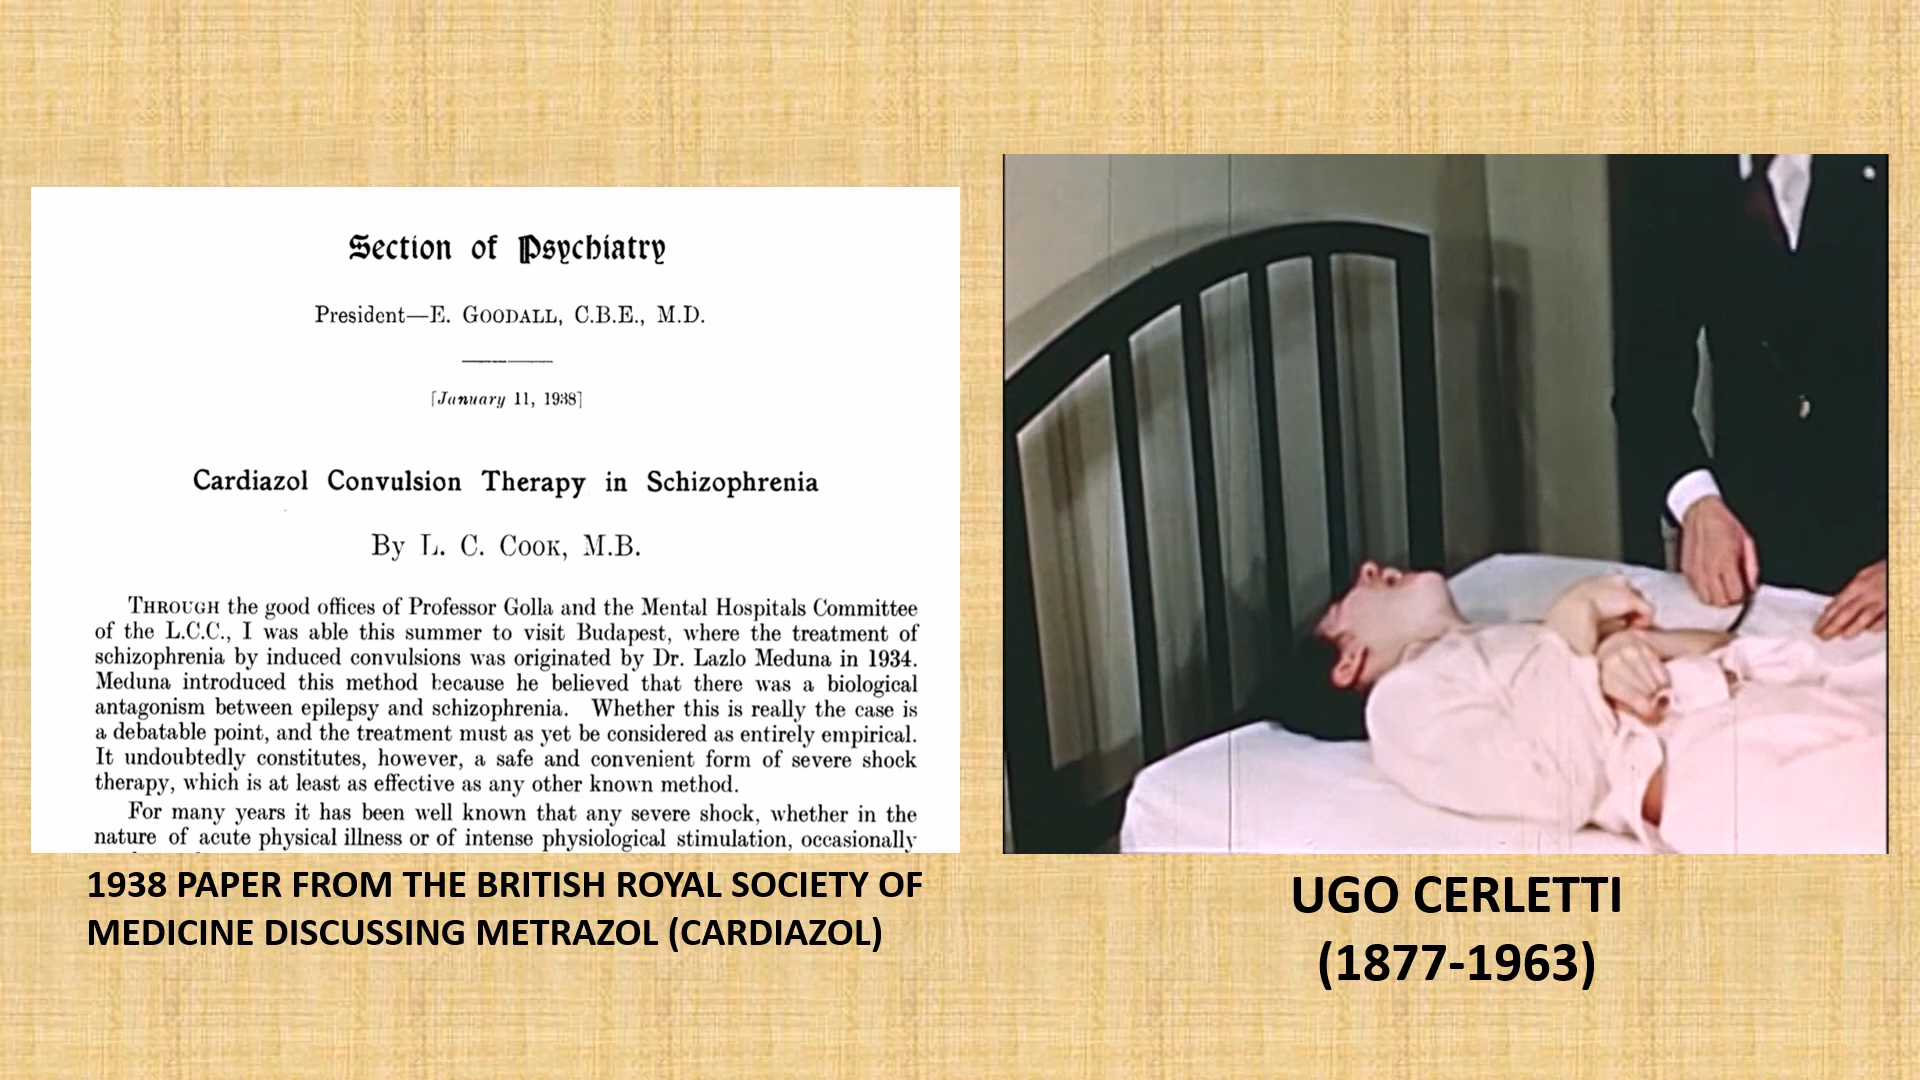 Section of Psychiatry
President—E. GOODALL, C.B.E., M.D.
[January 11, 1938]
Cardiazol Convulsion Therapy in Schizophrenia
By L. C. COOK, M.B.
THROUGH the good offices of Professor Golla and the Mental Hospitals Committee
of the L.C.C., I was able this summer to visit Budapest, where the treatment of
schizophrenia by induced convulsions was originated by Dr. Lazlo Meduna in 1934.
Meduna introduced this method because he believed that there was a biological
antagonism between epilepsy and schizophrenia. Whether this is really the case is
a debatable point, and the treatment must as yet be considered as entirely empirical.
It undoubtedly constitutes, however, a safe and convenient form of severe shock
therapy, which is at least as effective as any other known method.
For many years it has been well known that any severe shock, whether in the
nature of acute physical illness or of intense physiological stimulation, occasionally
1938 PAPER FROM THE BRITISH ROYAL SOCIETY OF
MEDICINE DISCUSSING METRAZOL (CARDIAZOL)
UGO CERLETTI
(1877-1963)